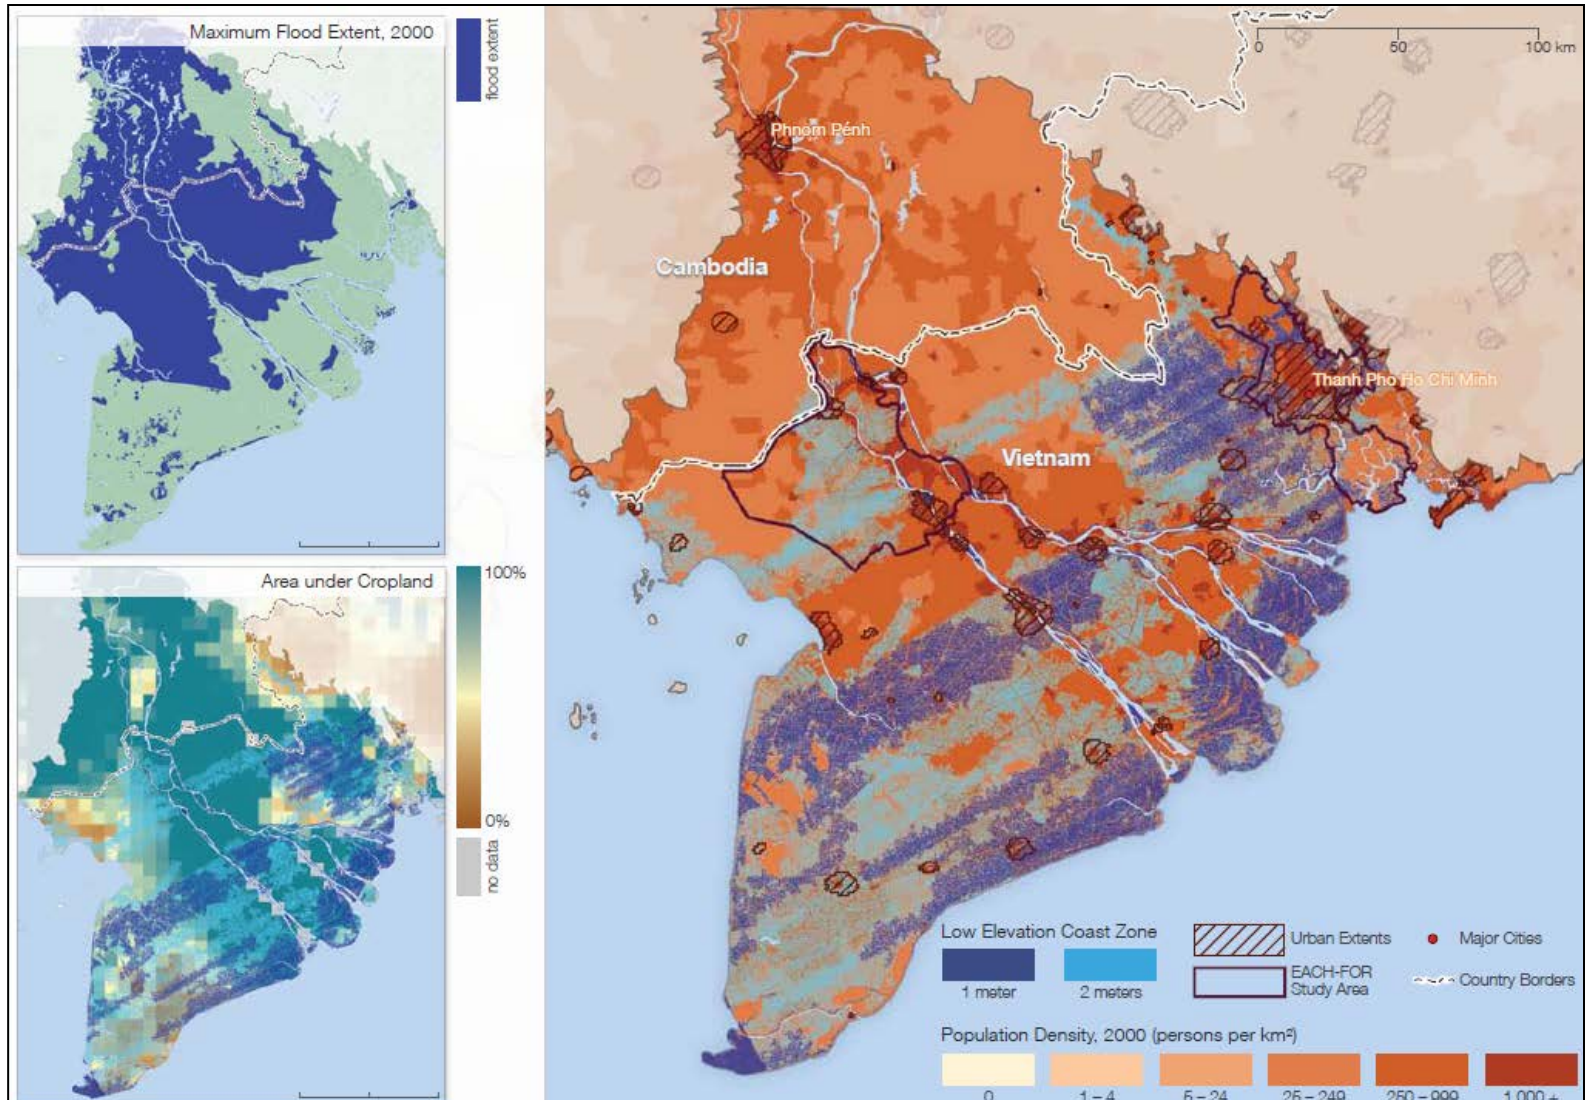 Maximum Flood Extent, 2000
flood extent
Area under Cropland
100%
0%
no data
0
50
100 km
Phnom Pénh
Cambodia
Thanh Pho Ho Chi Minh
Vietnam
Low Elevation Coast Zone
1 meter
2 meters
Urban Extents
Major Cities
EACH-FOR
Study Area
Country Borders
Population Density, 2000 (persons per km²)
0
1 – 4
5 – 24
25 – 249
250 – 999
1,000 +